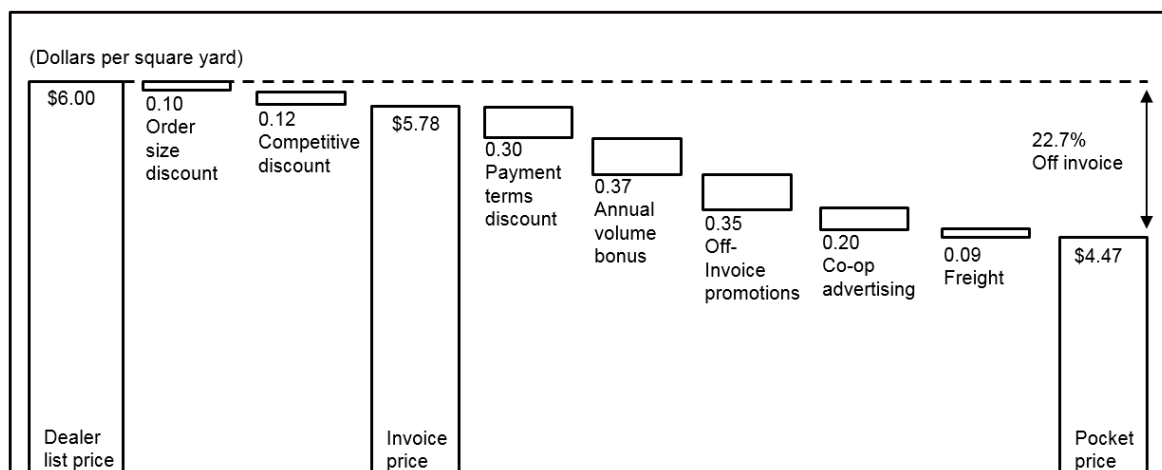 (Dollars per square yard)
$6.00
0.10
Order
size
discount
0.12
Competitive
discount
$5.78
0.30
Payment
terms
discount
0.37
Annual
volume
bonus
0.35
Off-
Invoice
promotions
0.20
Co-op
advertising
0.09
Freight
22.7%
Off invoice
$4.47
Dealer
list price
Invoice
price
Pocket
price